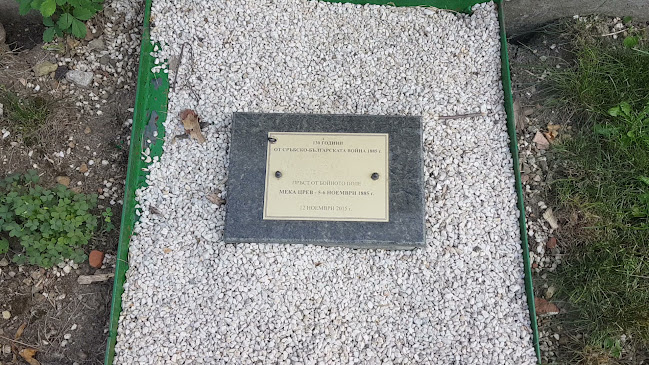 130 ГОДИНИ
ОТ СРЪБСКО-БЪЛГАРСКАТА ВОЙНА 1885 г.
ПРЪСТ ОТ БОЙНОТО ПОЛЕ
МЕКА ЦРЕВ - 5-6 НОЕМВРИ 1885 г.
12 НОЕМВРИ 2015 г.